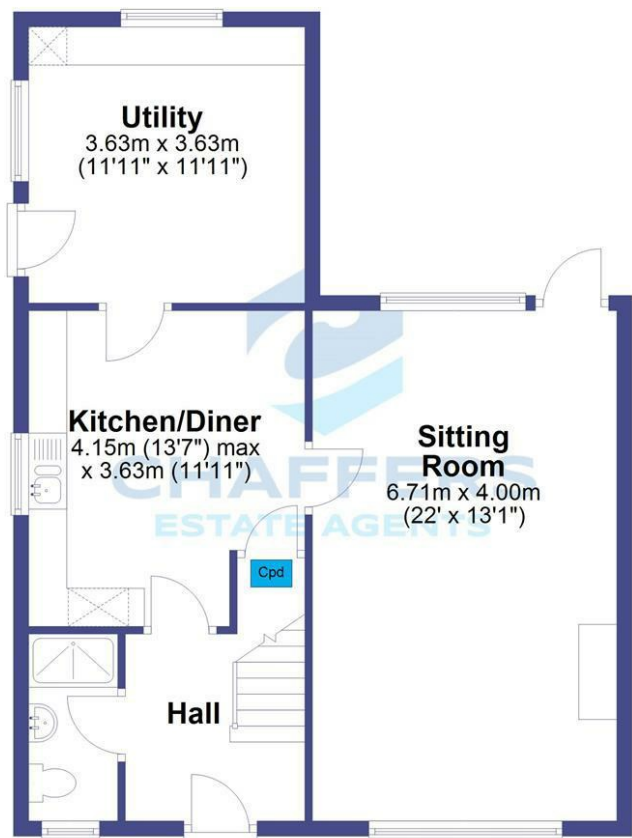 Utility
3.63m x 3.63m
(11'11" x 11'11")
Kitchen/Diner
4.15m (13'7") max
x 3.63m (11'11")
Sitting
Room
6.71m x 4.00m
(22' x 13'1")
CHAFFERS
ESTATE AGENTS
Cpd
Hall